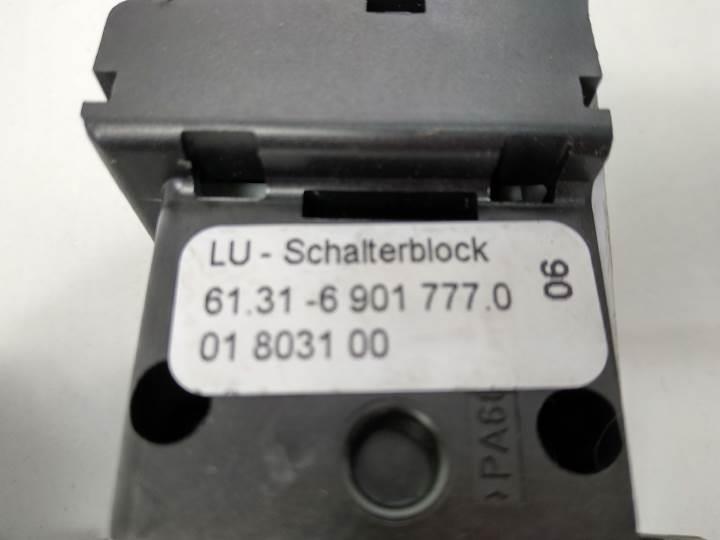 LU - Schalterblock
61.31 -6 901 777.0
01 8031 00
06
>PA6